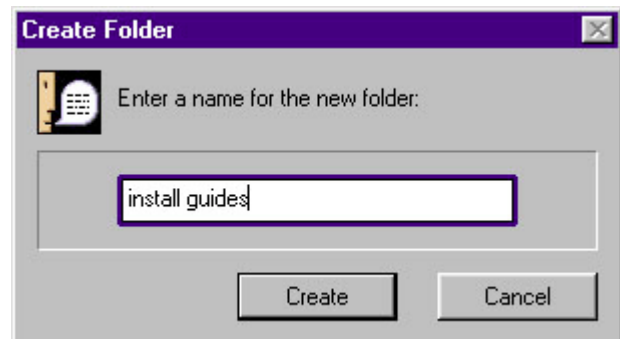 Create Folder
Enter a name for the new folder:
install guides
Create
Cancel